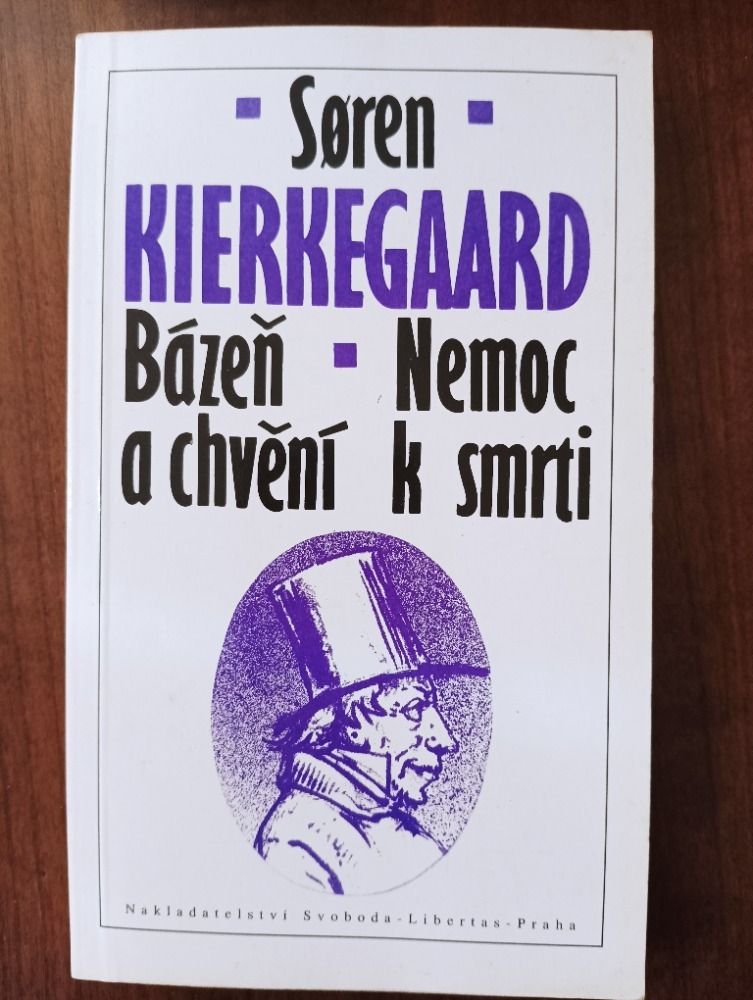 Søren
KIERKEGAARD
Bázeň
a chvění
Nemoc
k smrti
Nakladatelství Svoboda-Libertas-Praha